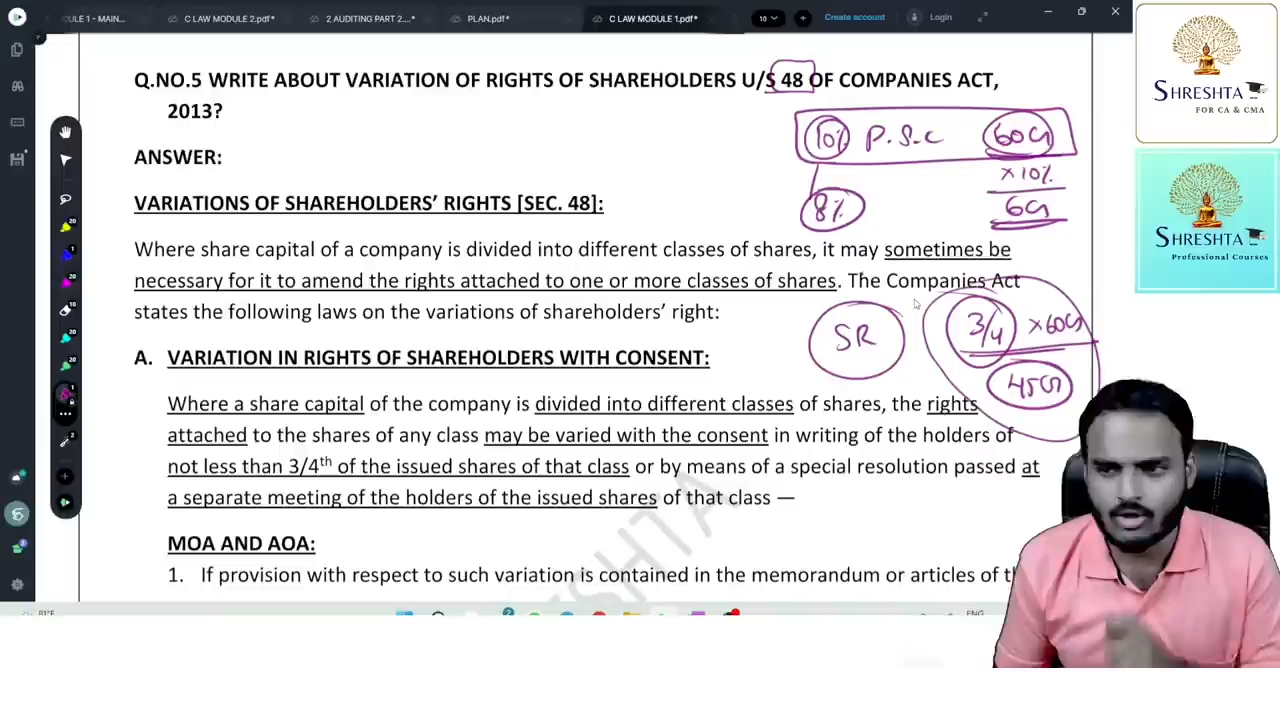 ULE 1 - MAIN...
C LAW MODULE 2.pdf*
2 AUDITING PART 2....*
PLAN.pdf*
C LAW MODULE 1.pdf*
10
Create account
Login
Q.NO.5 WRITE ABOUT VARIATION OF RIGHTS OF SHAREHOLDERS U/S 48 OF COMPANIES ACT,
2013?
10% P.S.C 60Cr
ANSWER:
×10%
8% 6Cr
VARIATIONS OF SHAREHOLDERS’ RIGHTS [SEC. 48]:
Where share capital of a company is divided into different classes of shares, it may sometimes be
necessary for it to amend the rights attached to one or more classes of shares. The Companies Act
states the following laws on the variations of shareholders’ right:
SR 3/4 ×60Cr
45Cr
A. VARIATION IN RIGHTS OF SHAREHOLDERS WITH CONSENT:
Where a share capital of the company is divided into different classes of shares, the rights
attached to the shares of any class may be varied with the consent in writing of the holders of
not less than 3/4th of the issued shares of that class or by means of a special resolution passed at
a separate meeting of the holders of the issued shares of that class —
MOA AND AOA:
1. If provision with respect to such variation is contained in the memorandum or articles of
SHRESHTA
FOR CA & CMA
SHRESHTA
Professional Courses
81°F
ENG